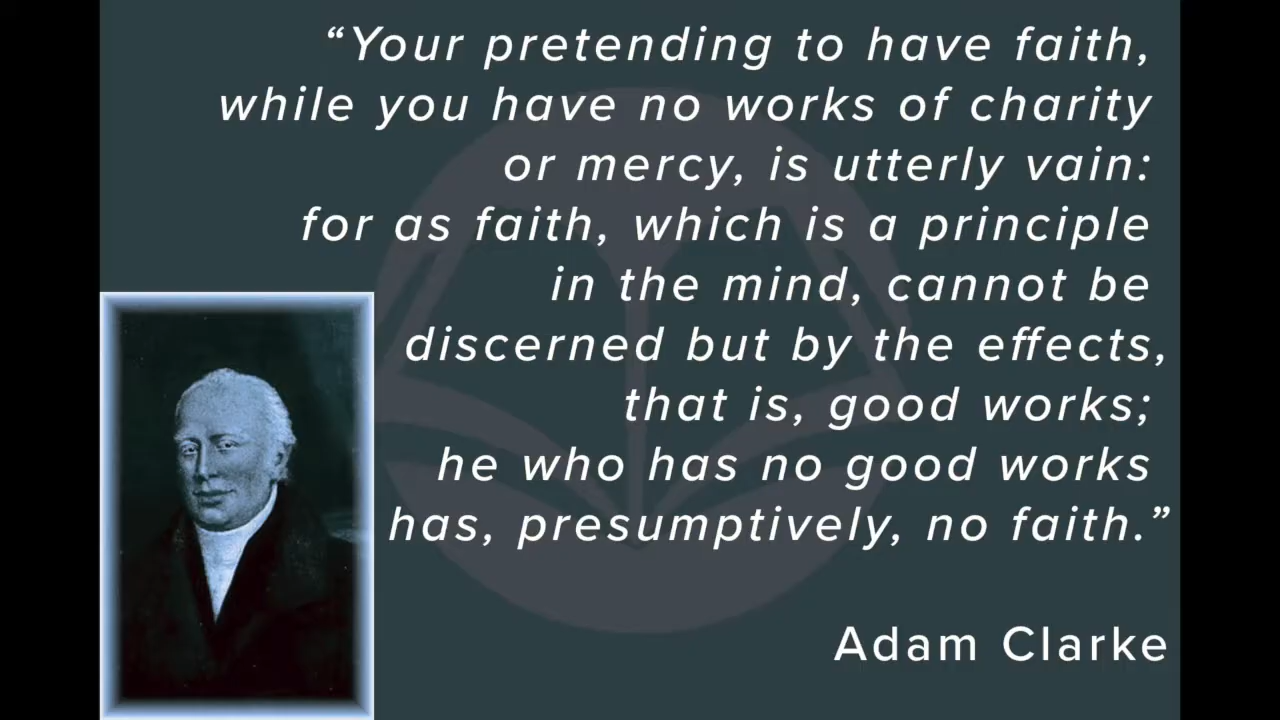 “Your pretending to have faith,
while you have no works of charity
or mercy, is utterly vain:
for as faith, which is a principle
in the mind, cannot be
discerned but by the effects,
that is, good works;
he who has no good works
has, presumptively, no faith.”
Adam Clarke